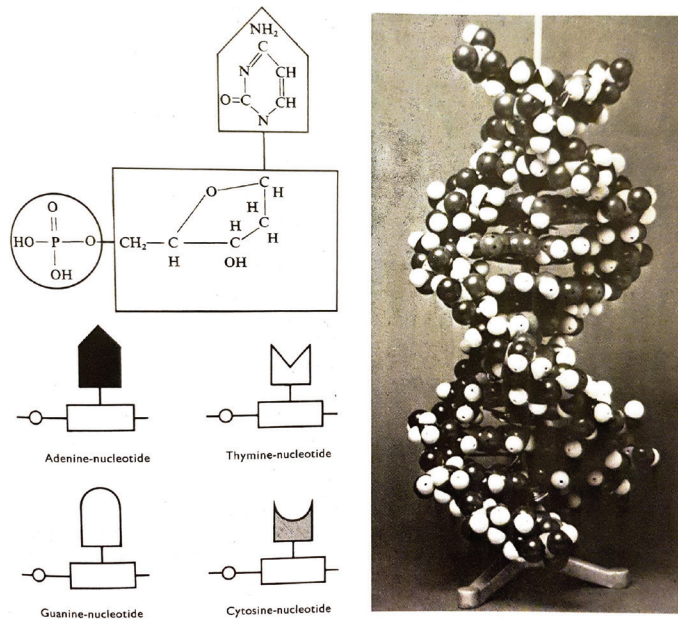 NH₂
C
N
CH
O=C
CH
N
O
C
H
H
C
H
H
C
C
H
OH
O
HO
P
O
CH₂
OH
Adenine-nucleotide
Thymine-nucleotide
Guanine-nucleotide
Cytosine-nucleotide